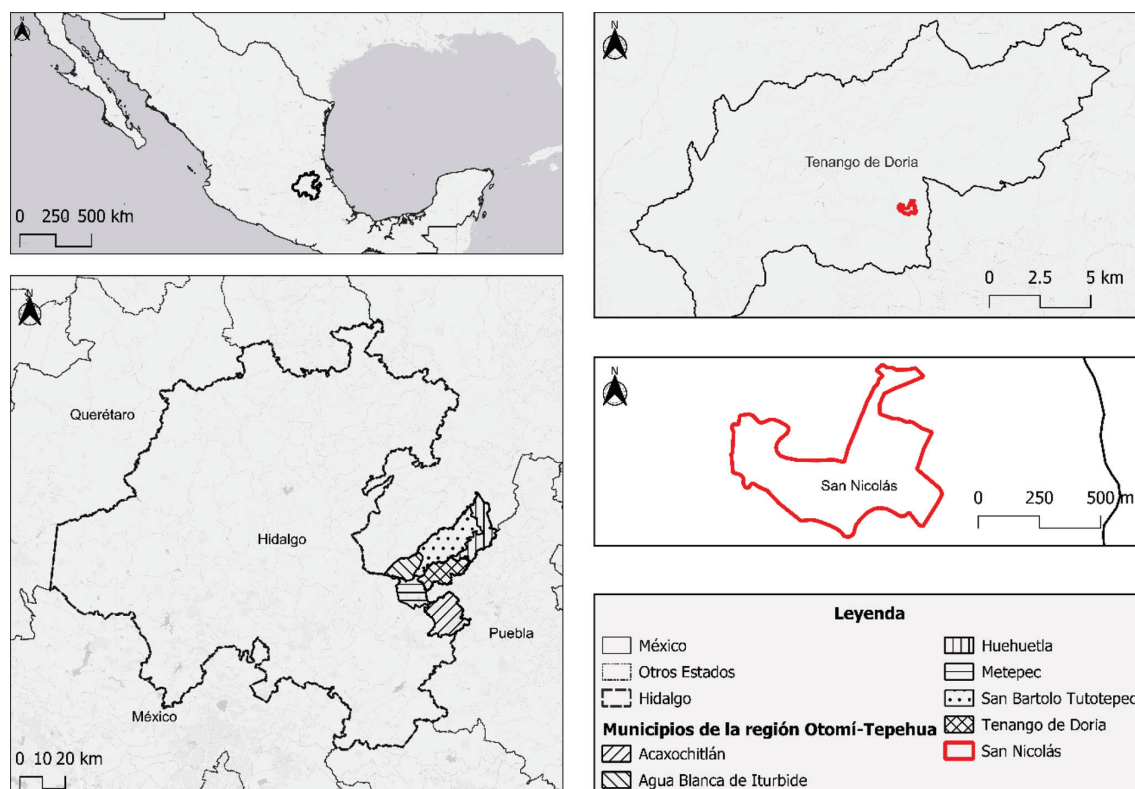 N
0 250 500 km
N
Tenango de Doria
0 2.5 5 km
N
Querétaro
Hidalgo
Puebla
México
0 10 20 km
N
San Nicolás
0 250 500 m
Leyenda
México
Otros Estados
Hidalgo
Municipios de la región Otomí-Tepehua
Acaxochitlán
Agua Blanca de Iturbide
Huehuetla
Metepec
San Bartolo Tutotepec
Tenango de Doria
San Nicolás